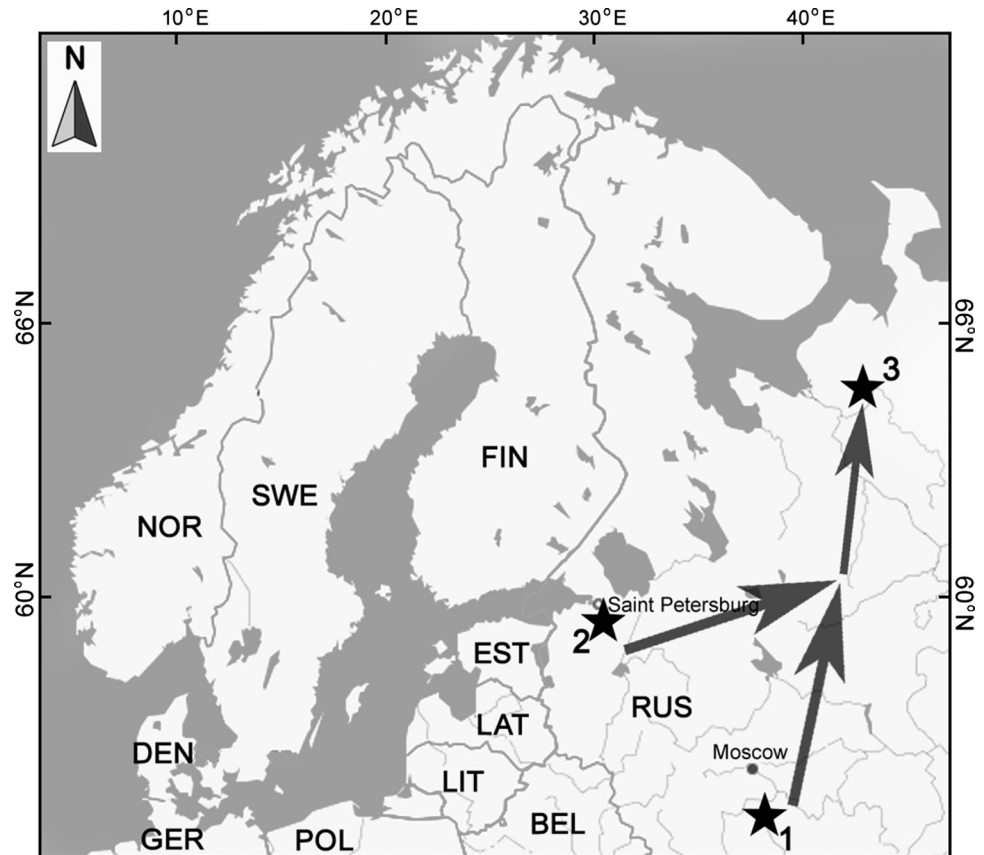 10°E
20°E
30°E
40°E
N
66°N
66°N
3
FIN
SWE
NOR
60°N
60°N
Saint Petersburg
2
EST
RUS
LAT
DEN
Moscow
LIT
BEL
1
GER
POL